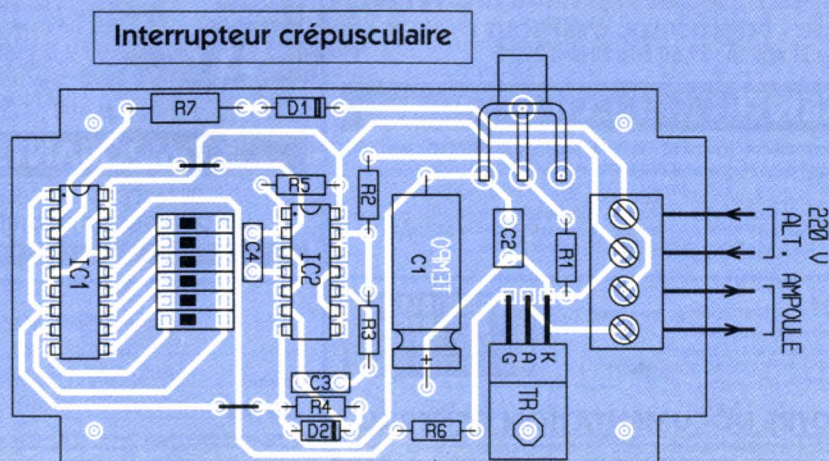 Interrupteur crépusculaire
R7
D1
R5
R2
C4
IC1
IC2
C1
TEMPO
C2
R1
R3
C3
R4
D2
R6
+
G
A
K
TR
220 V
ALT.
AMPOULE